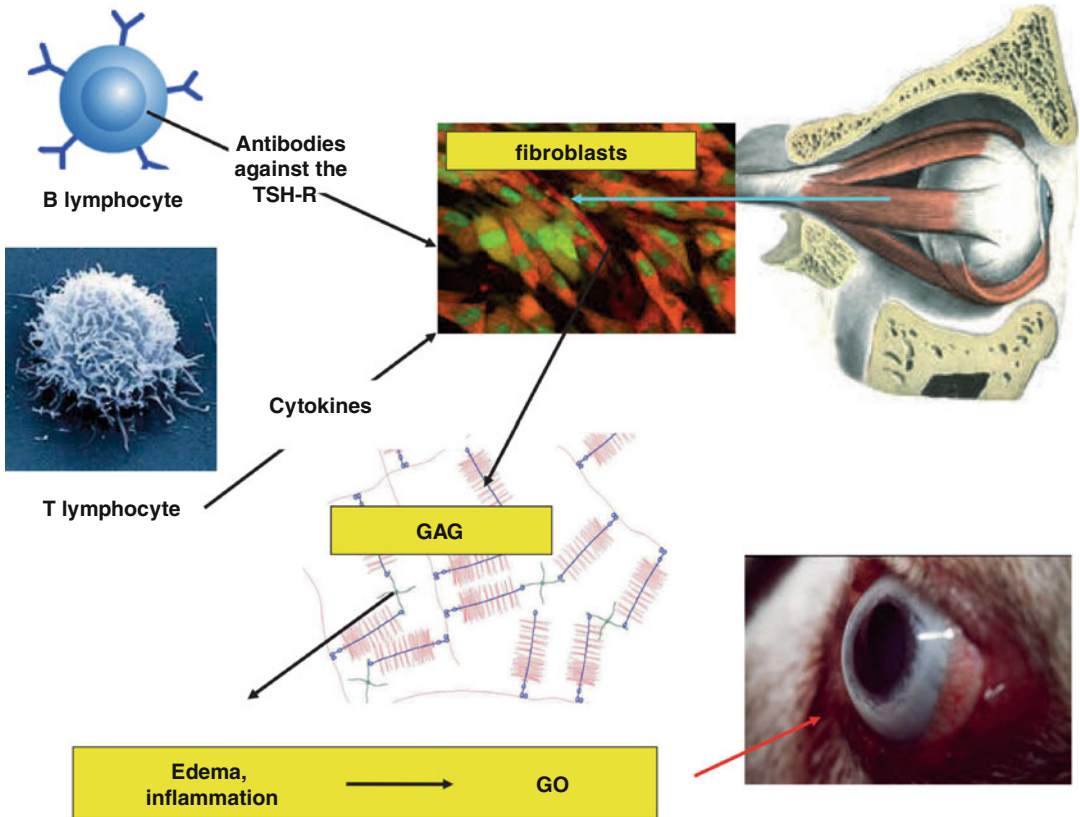 B lymphocyte
Antibodies
against the
TSH-R
fibroblasts
T lymphocyte
Cytokines
GAG
Edema,
inflammation
GO